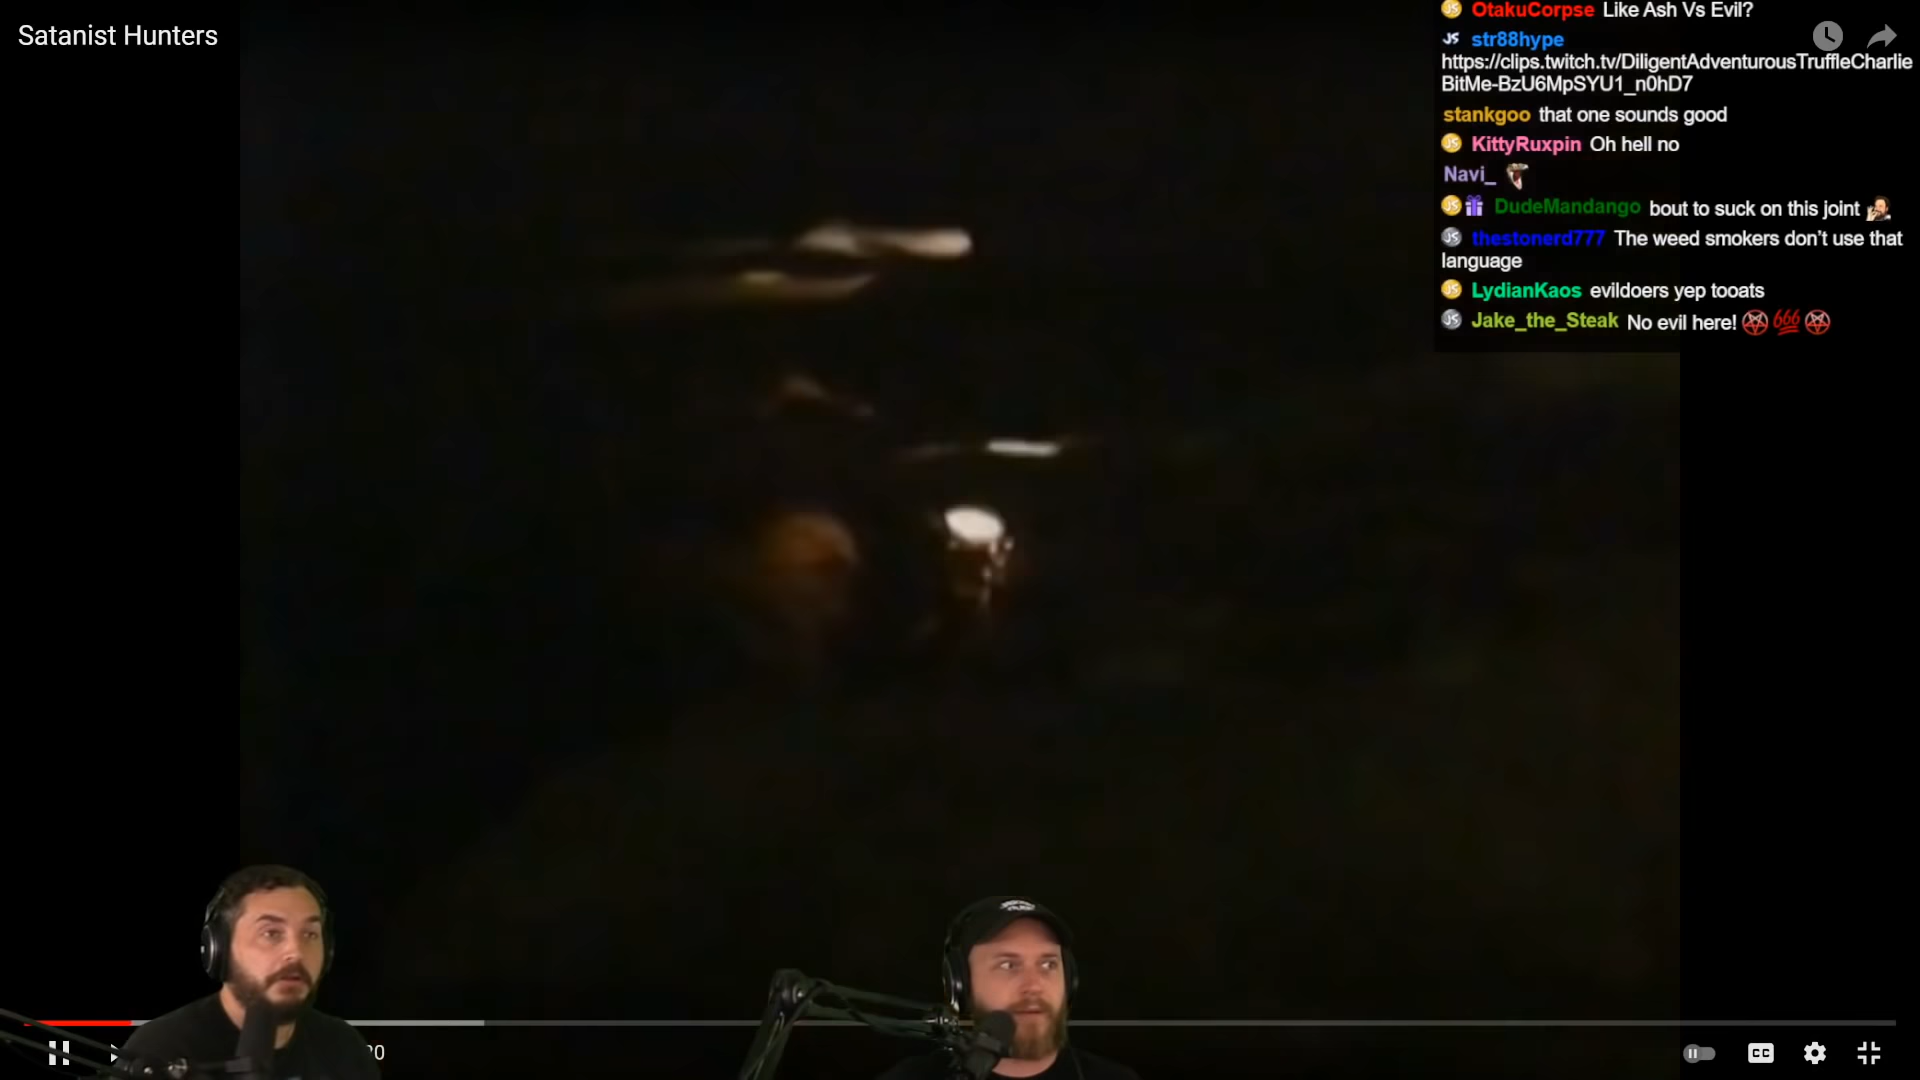 Satanist Hunters
OtakuCorpse Like Ash Vs Evil?
str88hype
https://clips.twitch.tv/DiligentAdventurousTruffleCharlie
BitMe-BzU6MpSYU1_n0hD7
stankgoo that one sounds good
KittyRuxpin Oh hell no
Navi_
DudeMandango bout to suck on this joint
thestonerd777 The weed smokers don't use that
language
LydianKaos evildoers yep tooats
Jake_the_Steak No evil here! 666
CC